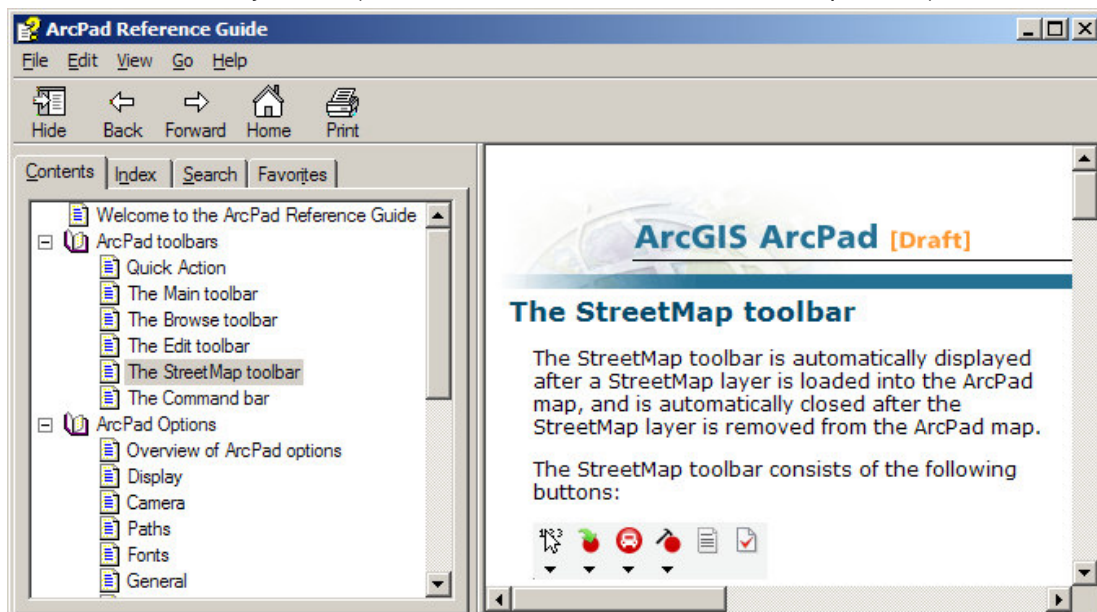 ArcPad Reference Guide
File Edit View Go Help
Hide Back Forward Home Print
Contents Index Search Favorites
Welcome to the ArcPad Reference Guide
ArcPad toolbars
Quick Action
The Main toolbar
The Browse toolbar
The Edit toolbar
The StreetMap toolbar
The Command bar
ArcPad Options
Overview of ArcPad options
Display
Camera
Paths
Fonts
General
ArcGIS ArcPad [Draft]
The StreetMap toolbar
The StreetMap toolbar is automatically displayed
after a StreetMap layer is loaded into the ArcPad
map, and is automatically closed after the
StreetMap layer is removed from the ArcPad map.
The StreetMap toolbar consists of the following
buttons: